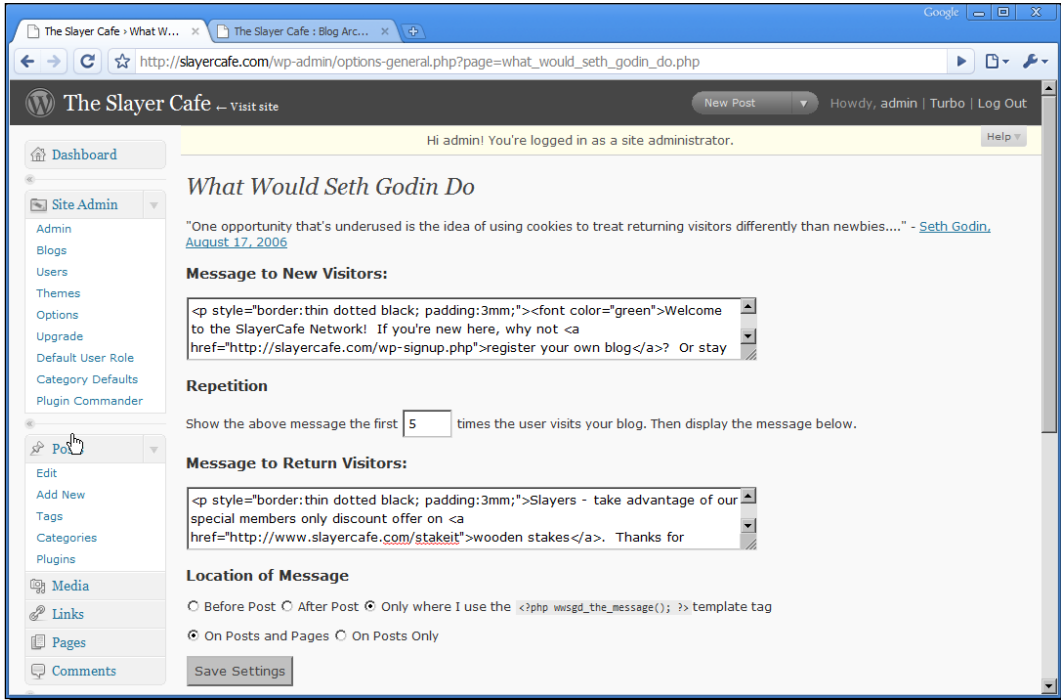 Google
The Slayer Cafe › What W...
The Slayer Cafe : Blog Arc...
http://slayercafe.com/wp-admin/options-general.php?page=what_would_seth_godin_do.php
The Slayer Cafe ← Visit site
New Post
Howdy, admin | Turbo | Log Out
Hi admin! You're logged in as a site administrator.
Help
Dashboard
Site Admin
Admin
Blogs
Users
Themes
Options
Upgrade
Default User Role
Category Defaults
Plugin Commander
Edit
Add New
Tags
Categories
Plugins
Media
Links
Pages
Comments
What Would Seth Godin Do
"One opportunity that's underused is the idea of using cookies to treat returning visitors differently than newbies...." - Seth Godin,
August 17, 2006
Message to New Visitors:
<p style="border:thin dotted black; padding:3mm;"><font color="green">Welcome
to the SlayerCafe Network!  If you're new here, why not <a
href="http://slayercafe.com/wp-signup.php">register your own blog</a>?  Or stay
Repetition
Show the above message the first 5 times the user visits your blog. Then display the message below.
Message to Return Visitors:
<p style="border:thin dotted black; padding:3mm;">Slayers - take advantage of our
special members only discount offer on <a
href="http://www.slayercafe.com/stakeit">wooden stakes</a>.  Thanks for
Location of Message
Before Post After Post Only where I use the <?php wwsgd_the_message(); ?> template tag
On Posts and Pages On Posts Only
Save Settings